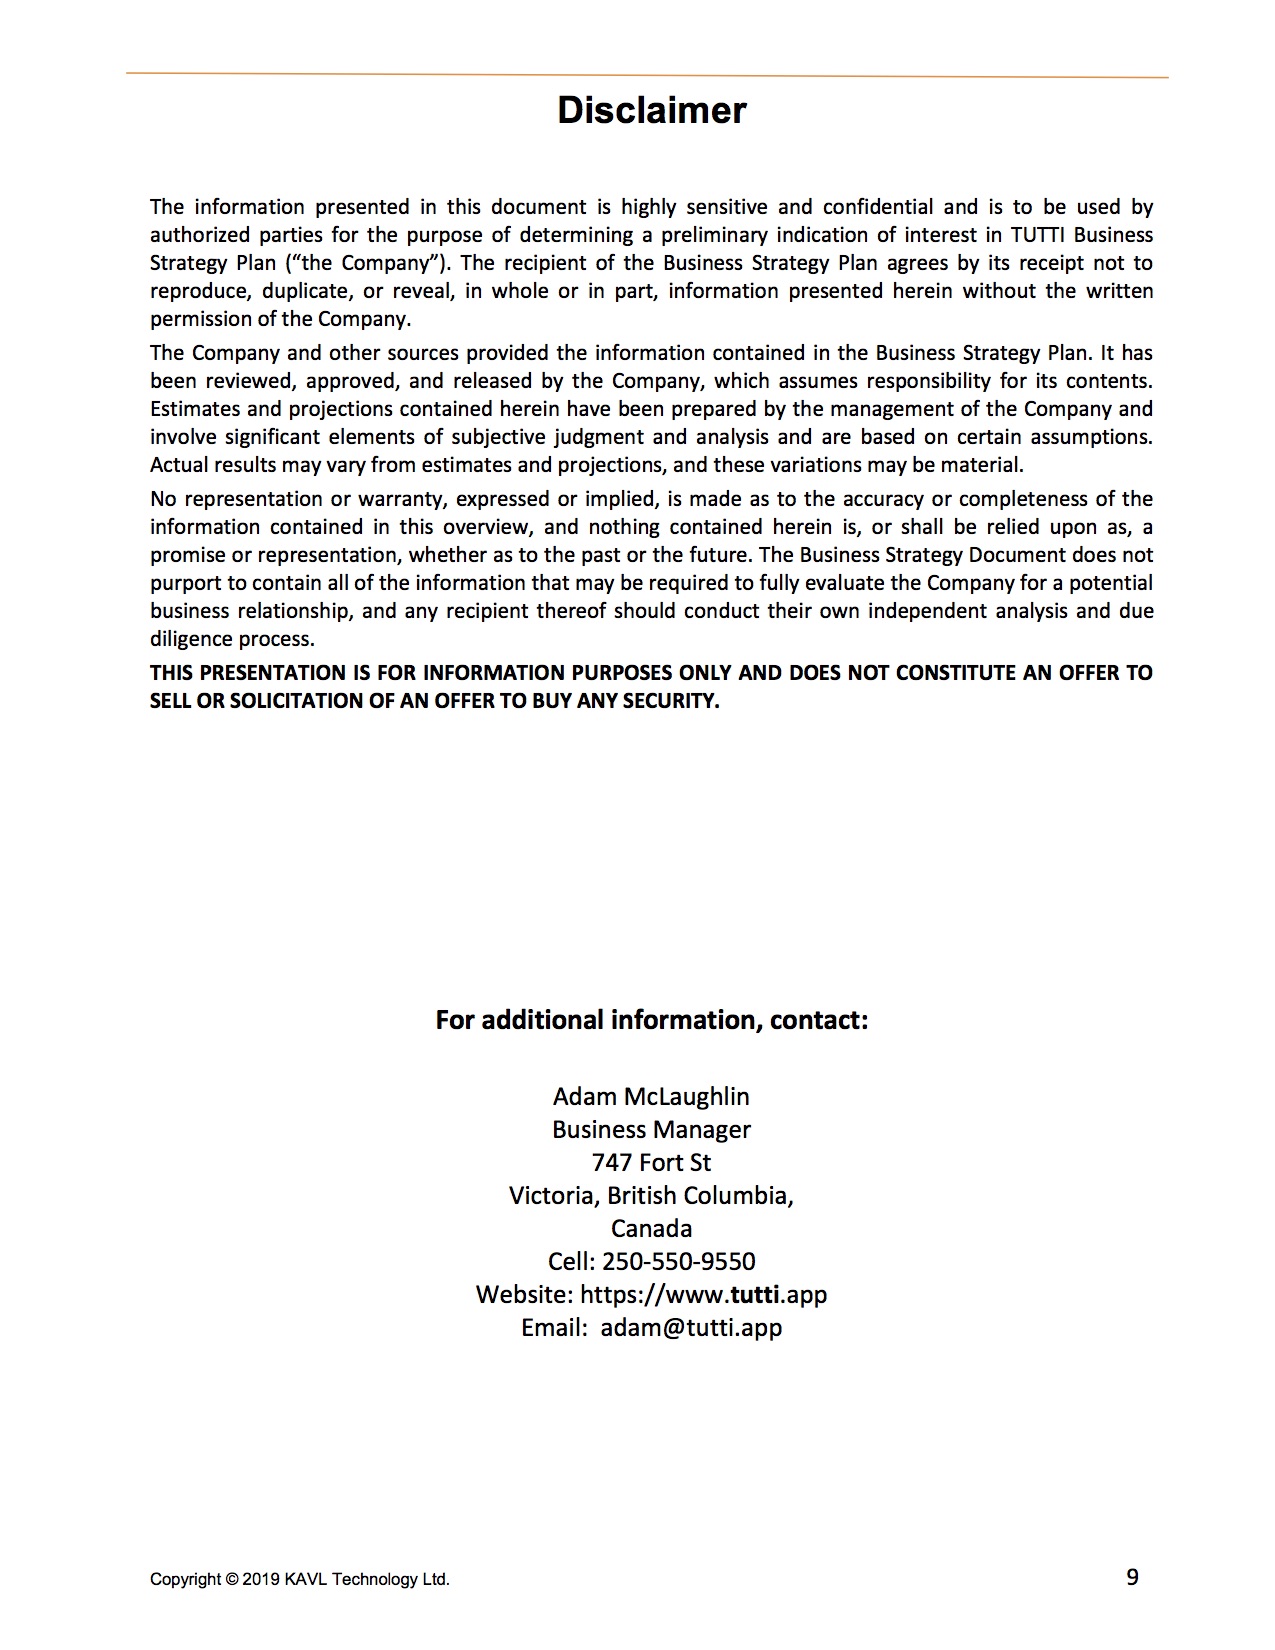 Disclaimer
The information presented in this document is highly sensitive and confidential and is to be used by
authorized parties for the purpose of determining a preliminary indication of interest in TUTTI Business
Strategy Plan (“the Company”). The recipient of the Business Strategy Plan agrees by its receipt not to
reproduce, duplicate, or reveal, in whole or in part, information presented herein without the written
permission of the Company.
The Company and other sources provided the information contained in the Business Strategy Plan. It has
been reviewed, approved, and released by the Company, which assumes responsibility for its contents.
Estimates and projections contained herein have been prepared by the management of the Company and
involve significant elements of subjective judgment and analysis and are based on certain assumptions.
Actual results may vary from estimates and projections, and these variations may be material.
No representation or warranty, expressed or implied, is made as to the accuracy or completeness of the
information contained in this overview, and nothing contained herein is, or shall be relied upon as, a
promise or representation, whether as to the past or the future. The Business Strategy Document does not
purport to contain all of the information that may be required to fully evaluate the Company for a potential
business relationship, and any recipient thereof should conduct their own independent analysis and due
diligence process.
THIS PRESENTATION IS FOR INFORMATION PURPOSES ONLY AND DOES NOT CONSTITUTE AN OFFER TO
SELL OR SOLICITATION OF AN OFFER TO BUY ANY SECURITY.
For additional information, contact:
Adam McLaughlin
Business Manager
747 Fort St
Victoria, British Columbia,
Canada
Cell: 250-550-9550
Website: https://www.tutti.app
Email:  adam@tutti.app
Copyright © 2019 KAVL Technology Ltd.
9